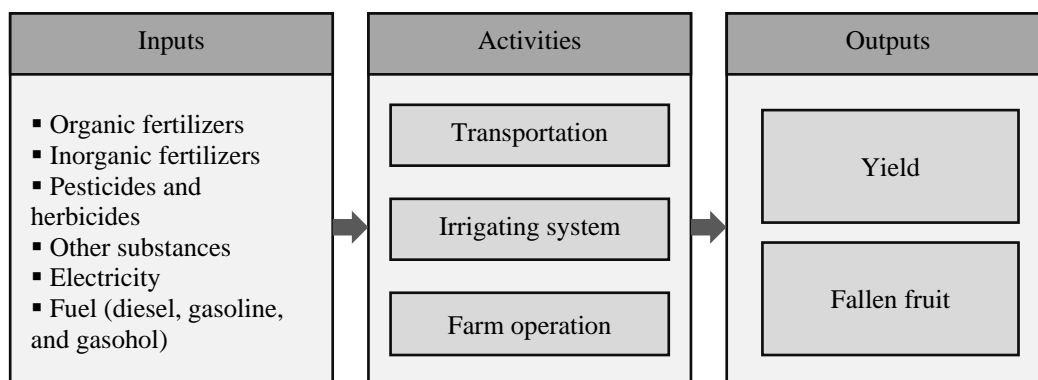 Inputs
▪ Organic fertilizers
▪ Inorganic fertilizers
▪ Pesticides and
herbicides
▪ Other substances
▪ Electricity
▪ Fuel (diesel, gasoline,
and gasohol)
Activities
Transportation
Irrigating system
Farm operation
Outputs
Yield
Fallen fruit